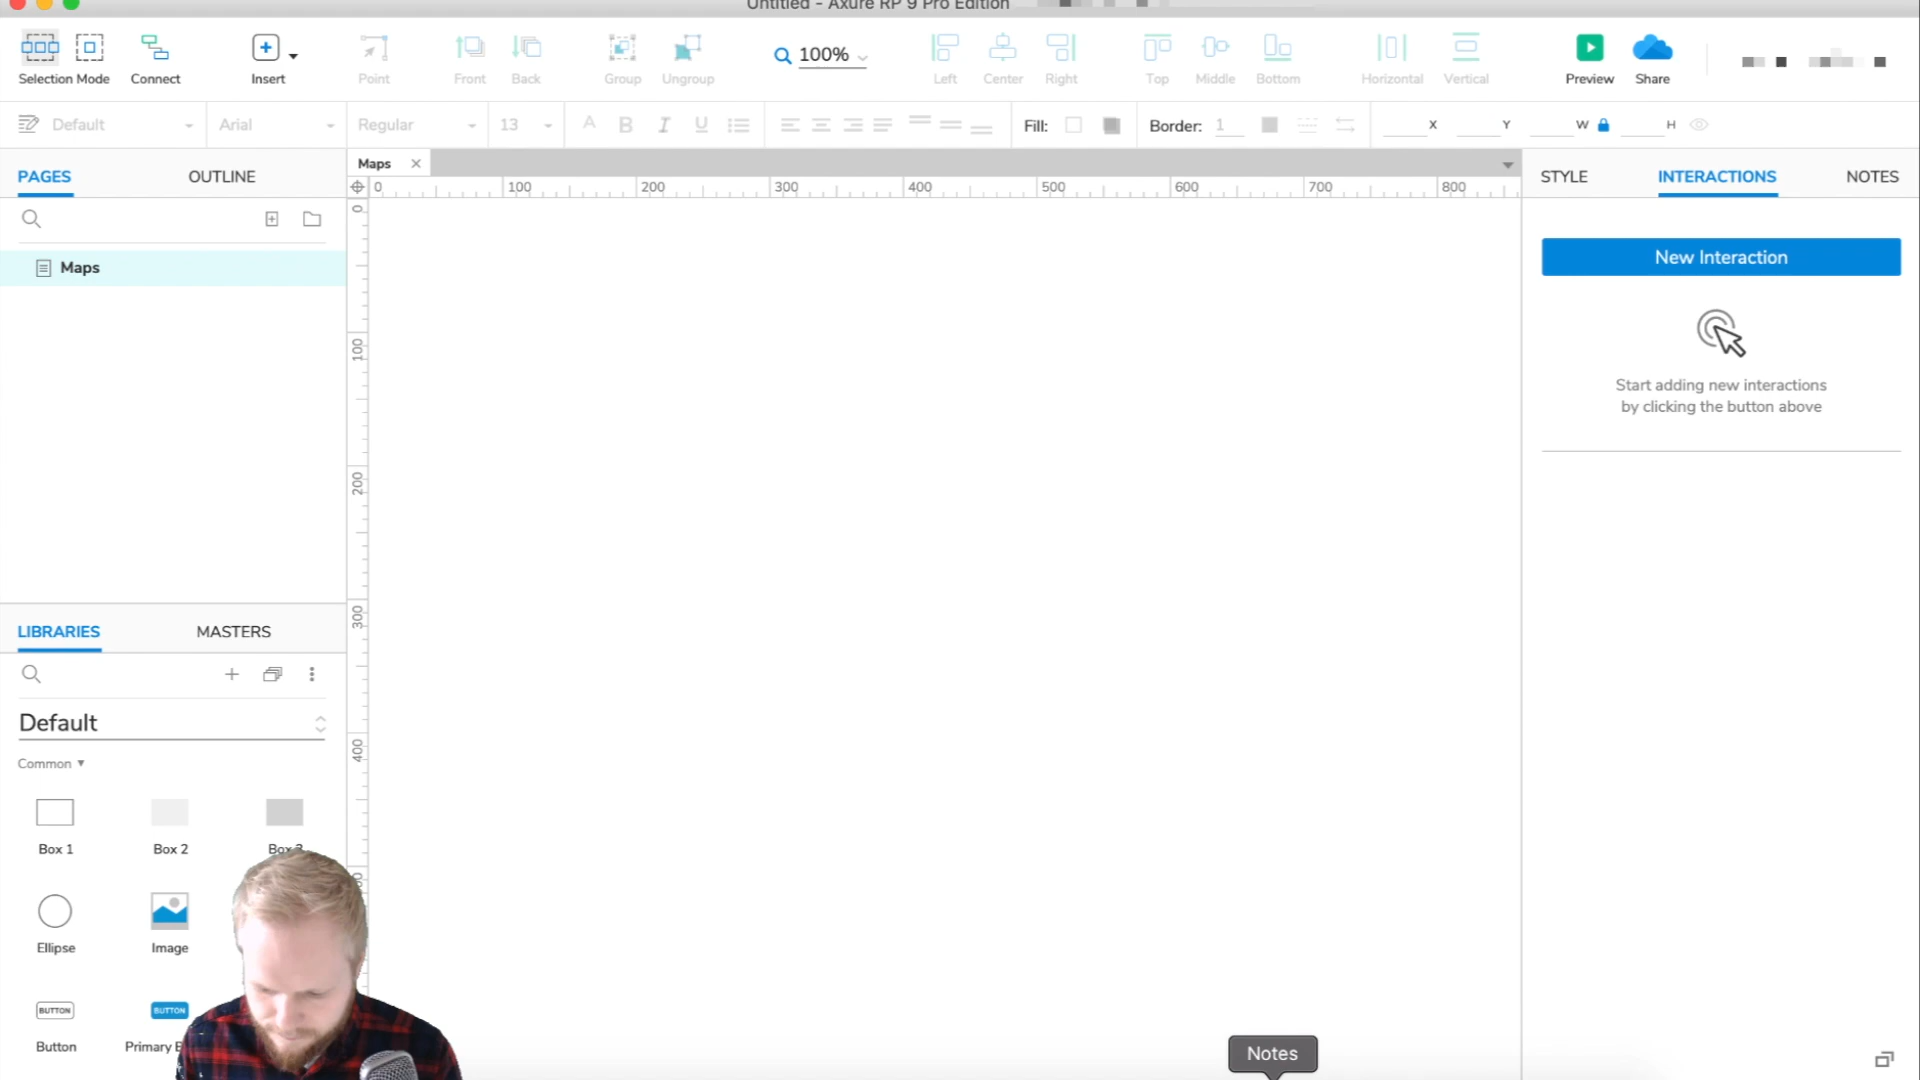 Untitled - Axure RP 9 Pro Edition
Selection Mode
Connect
Insert
Point
Front
Back
Group
Ungroup
100%
Left
Center
Right
Top
Middle
Bottom
Horizontal
Vertical
Preview
Share
Default
Arial
Regular
13
Fill:
Border: 1
X
Y
W
H
PAGES
OUTLINE
Maps
STYLE
INTERACTIONS
NOTES
0 100 200 300 400 500 600 700 800
0
100
200
300
400
Maps
New Interaction
Start adding new interactions
by clicking the button above
LIBRARIES
MASTERS
Default
Common
Box 1
Box 2
Ellipse
Image
BUTTON
BUTTON
Button
Primary
Notes